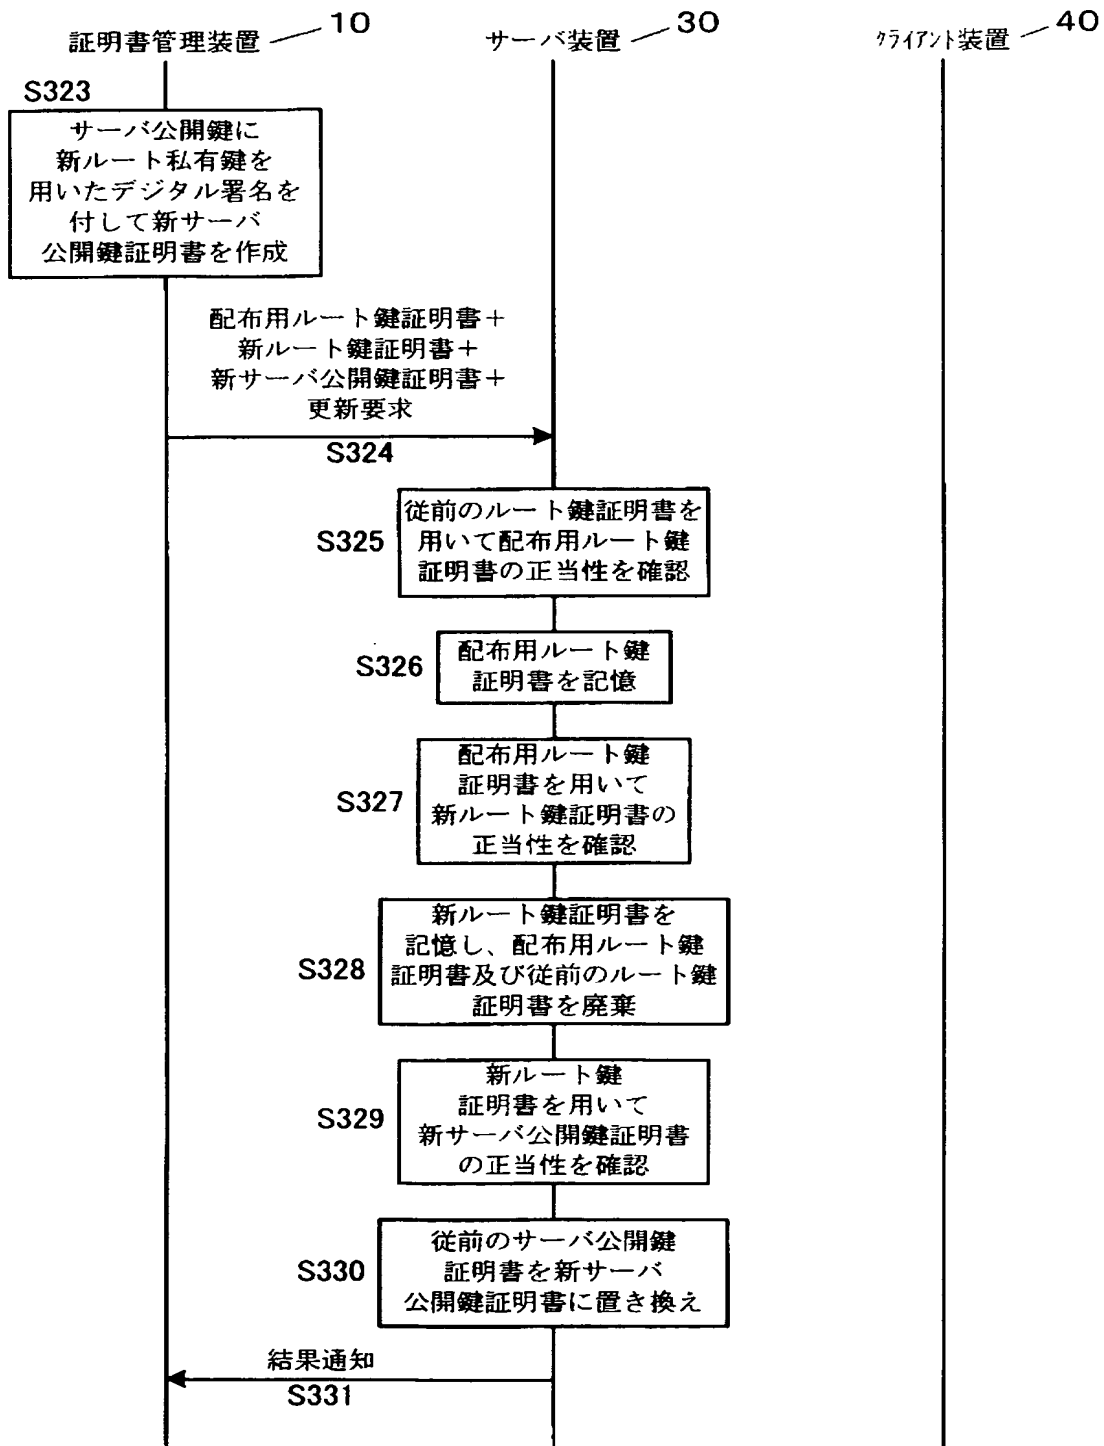 証明書管理装置 10
サーバ装置 30
クライアント装置 40
S323
サーバ公開鍵に
新ルート私有鍵を
用いたデジタル署名を
付して新サーバ
公開鍵証明書を作成
配布用ルート鍵証明書+
新ルート鍵証明書+
新サーバ公開鍵証明書+
更新要求
S324
S325
従前のルート鍵証明書を
用いて配布用ルート鍵
証明書の正当性を確認
S326
配布用ルート鍵
証明書を記憶
S327
配布用ルート鍵
証明書を用いて
新ルート鍵証明書の
正当性を確認
S328
新ルート鍵証明書を
記憶し、配布用ルート鍵
証明書及び従前のルート鍵
証明書を廃棄
S329
新ルート鍵
証明書を用いて
新サーバ公開鍵証明書
の正当性を確認
S330
従前のサーバ公開鍵
証明書を新サーバ
公開鍵証明書に置き換え
結果通知
S331